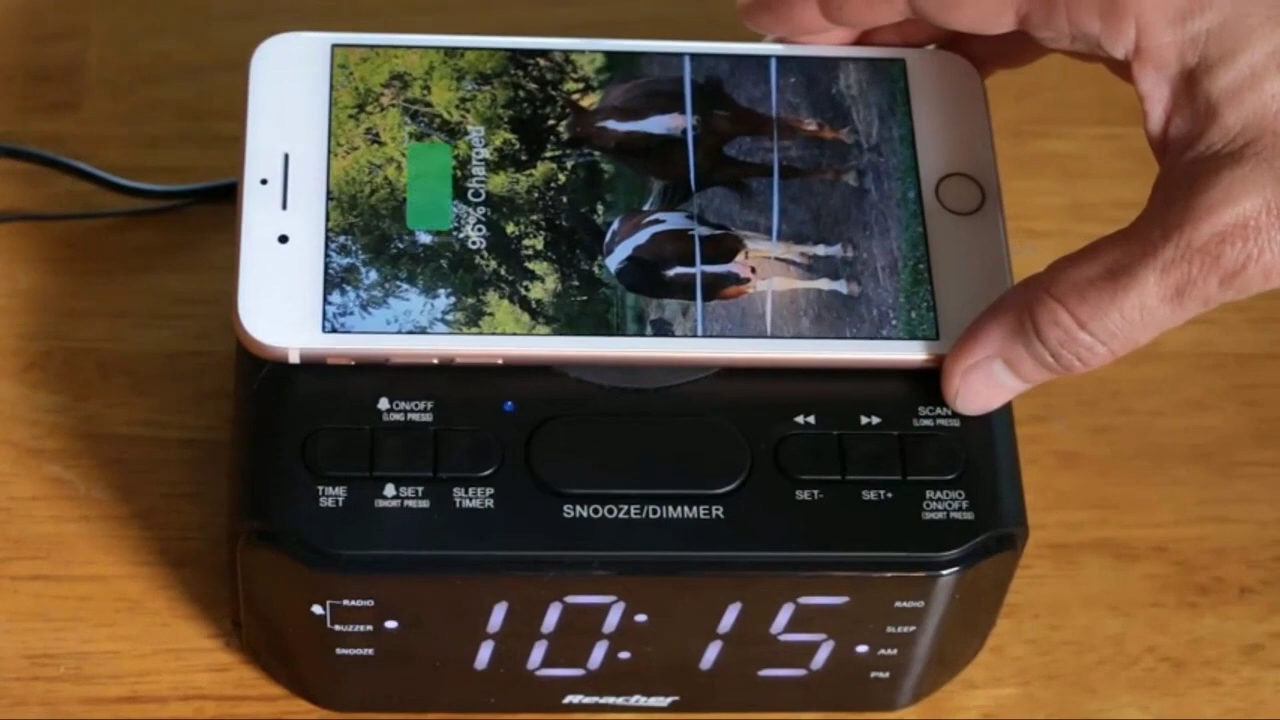 96% Charged
ON/OFF
(LONG PRESS)
SCAN
(LONG PRESS)
TIME
SET
SET
(SHORT PRESS)
SLEEP
TIMER
SNOOZE/DIMMER
SET-
SET+
RADIO
ON/OFF
(SHORT PRESS)
RADIO
BUZZER
SNOOZE
10:15
RADIO
SLEEP
AM
PM
Reacher